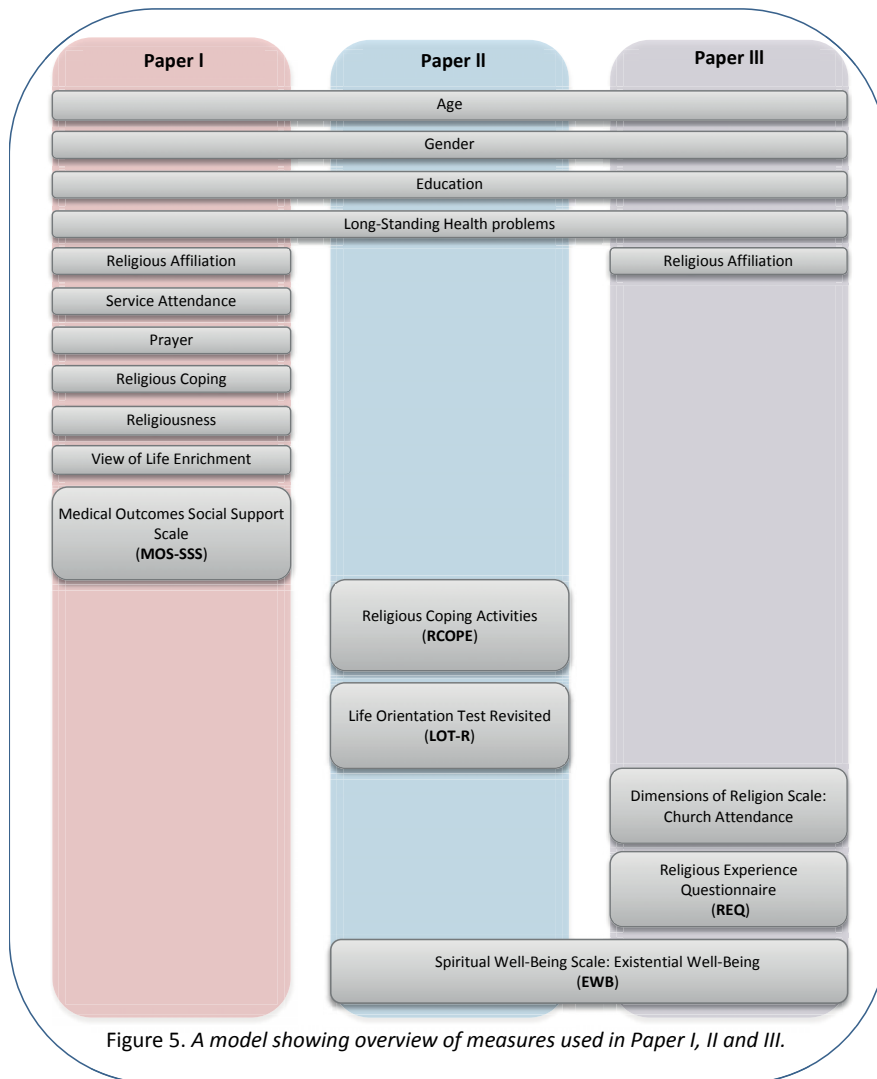 Paper I
Paper II
Paper III
Age
Gender
Education
Long-Standing Health problems
Religious Affiliation
Religious Affiliation
Service Attendance
Prayer
Religious Coping
Religiousness
View of Life Enrichment
Medical Outcomes Social Support
Scale
(MOS-SSS)
Religious Coping Activities
(RCOPE)
Life Orientation Test Revisited
(LOT-R)
Dimensions of Religion Scale:
Church Attendance
Religious Experience
Questionnaire
(REQ)
Spiritual Well-Being Scale: Existential Well-Being
(EWB)
Figure 5. A model showing overview of measures used in Paper I, II and III.